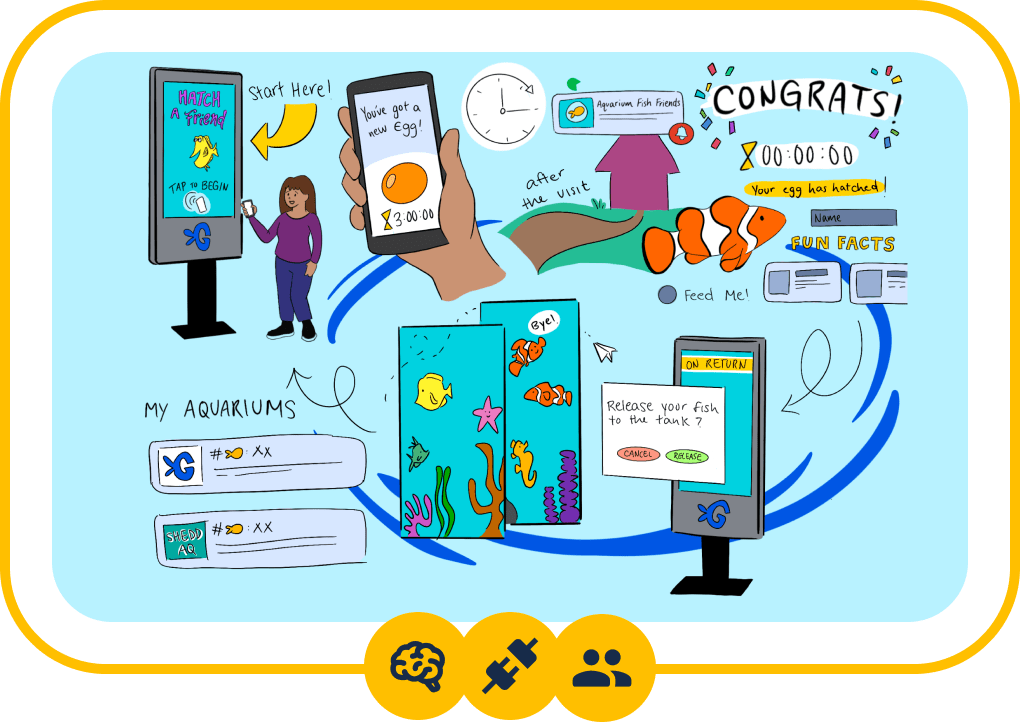 HATCH
A friend
TAP TO BEGIN
G
Start Here!
You've got a
new Egg!
3:00:00
Aquarium Fish Friends
CONGRATS!
00:00:00
Your egg has hatched!
after
the visit
Name
FUN FACTS
Feed Me!
Bye!
ON RETURN
Release your fish
to the tank?
CANCEL
RELEASE
G
MY AQUARIUMS
G
#: XX
SHEDD
AQ.
#: XX